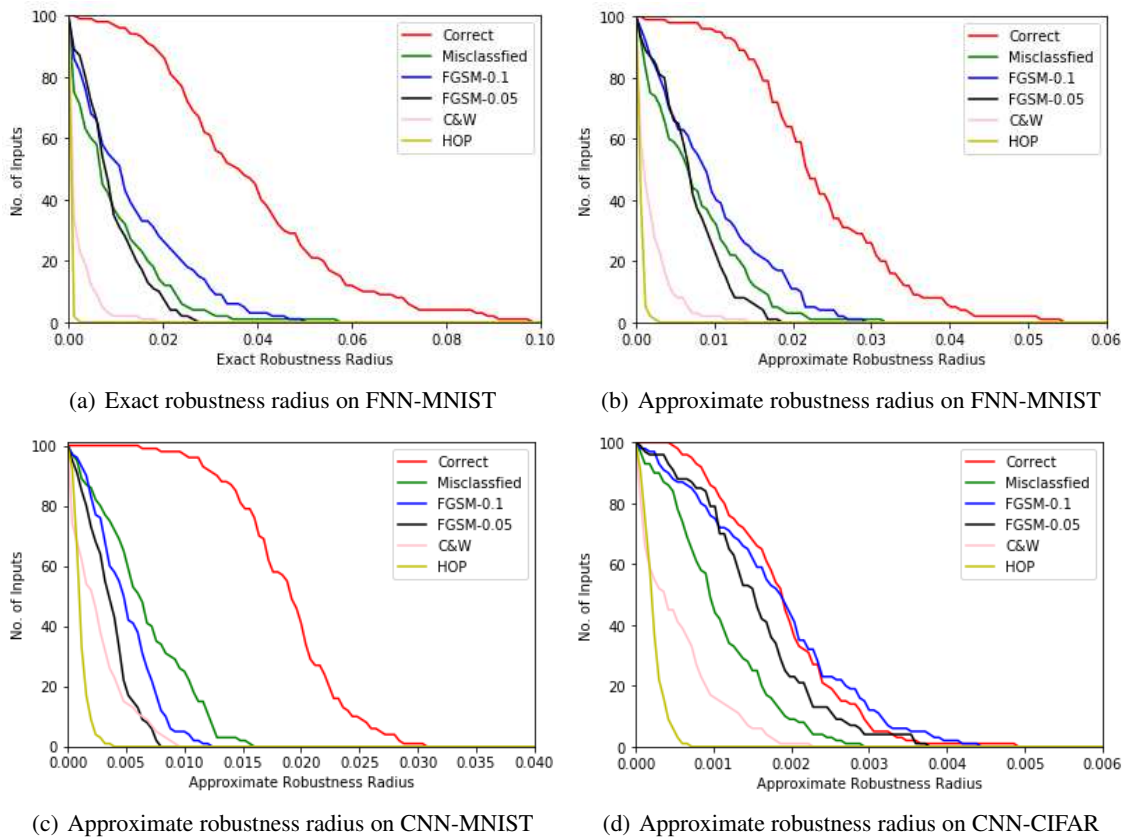 100
80
60
40
20
0
No. of Inputs
0.00 0.02 0.04 0.06 0.08 0.10
Exact Robustness Radius
Correct
Misclassfied
FGSM-0.1
FGSM-0.05
C&W
HOP
(a) Exact robustness radius on FNN-MNIST
100
80
60
40
20
0
No. of Inputs
0.00 0.01 0.02 0.03 0.04 0.05 0.06
Approximate Robustness Radius
Correct
Misclassfied
FGSM-0.1
FGSM-0.05
C&W
HOP
(b) Approximate robustness radius on FNN-MNIST
100
80
60
40
20
0
No. of Inputs
0.000 0.005 0.010 0.015 0.020 0.025 0.030 0.035 0.040
Approximate Robustness Radius
Correct
Misclassfied
FGSM-0.1
FGSM-0.05
C&W
HOP
(c) Approximate robustness radius on CNN-MNIST
100
80
60
40
20
0
No. of Inputs
0.000 0.001 0.002 0.003 0.004 0.005 0.006
Approximate Robustness Radius
Correct
Misclassfied
FGSM-0.1
FGSM-0.05
C&W
HOP
(d) Approximate robustness radius on CNN-CIFAR